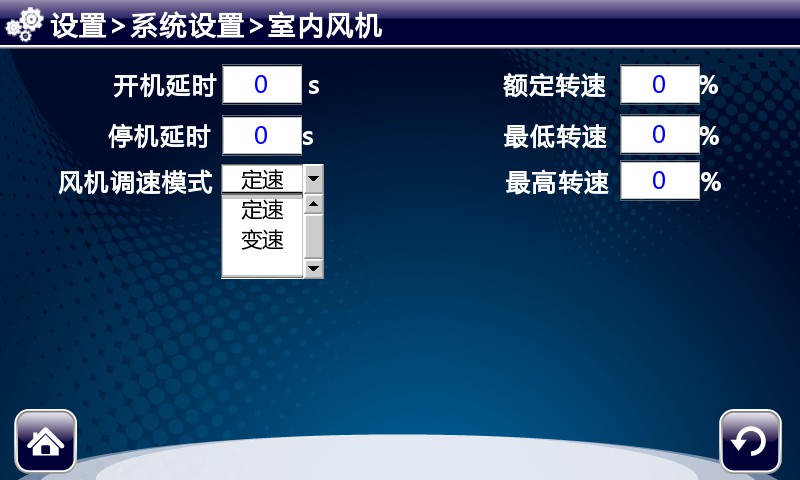 设置>系统设置>室内风机
开机延时 0 s
额定转速 0 %
停机延时 0 s
最低转速 0 %
风机调速模式 定速
最高转速 0 %
定速
变速